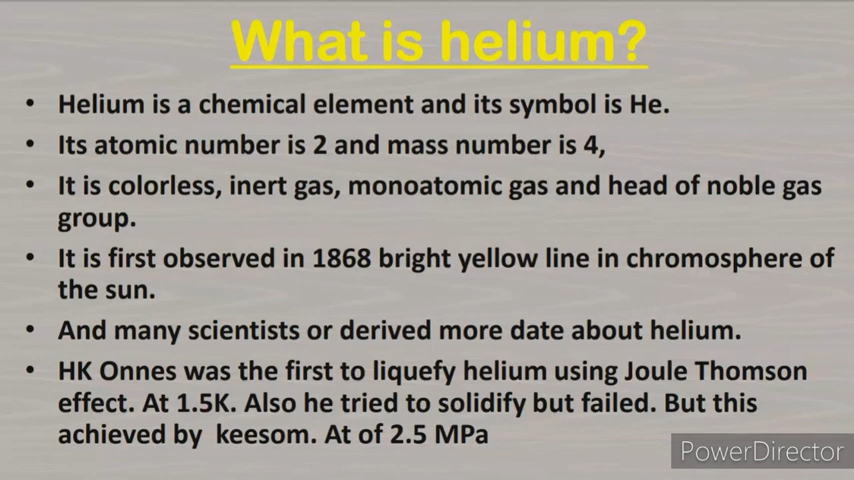 What is helium?
• Helium is a chemical element and its symbol is He.
• Its atomic number is 2 and mass number is 4,
• It is colorless, inert gas, monoatomic gas and head of noble gas
group.
• It is first observed in 1868 bright yellow line in chromosphere of
the sun.
• And many scientists or derived more date about helium.
• HK Onnes was the first to liquefy helium using Joule Thomson
effect. At 1.5K. Also he tried to solidify but failed. But this
achieved by keesom. At of 2.5 MPa
PowerDirector